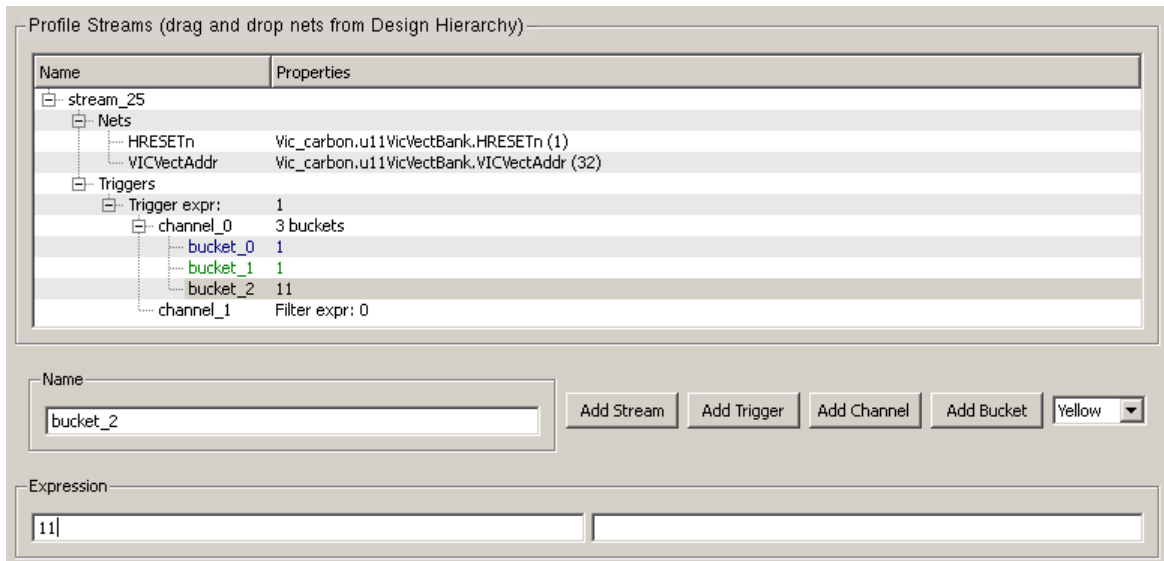 Profile Streams (drag and drop nets from Design Hierarchy)
Name Properties
stream_25
Nets
HRESETn Vic_carbon.u11VicVectBank.HRESETn (1)
VICVectAddr Vic_carbon.u11VicVectBank.VICVectAddr (32)
Triggers
Trigger expr: 1
channel_0 3 buckets
bucket_0 1
bucket_1 1
bucket_2 11
channel_1 Filter expr: 0
Name
bucket_2 Add Stream Add Trigger Add Channel Add Bucket Yellow
Expression
11